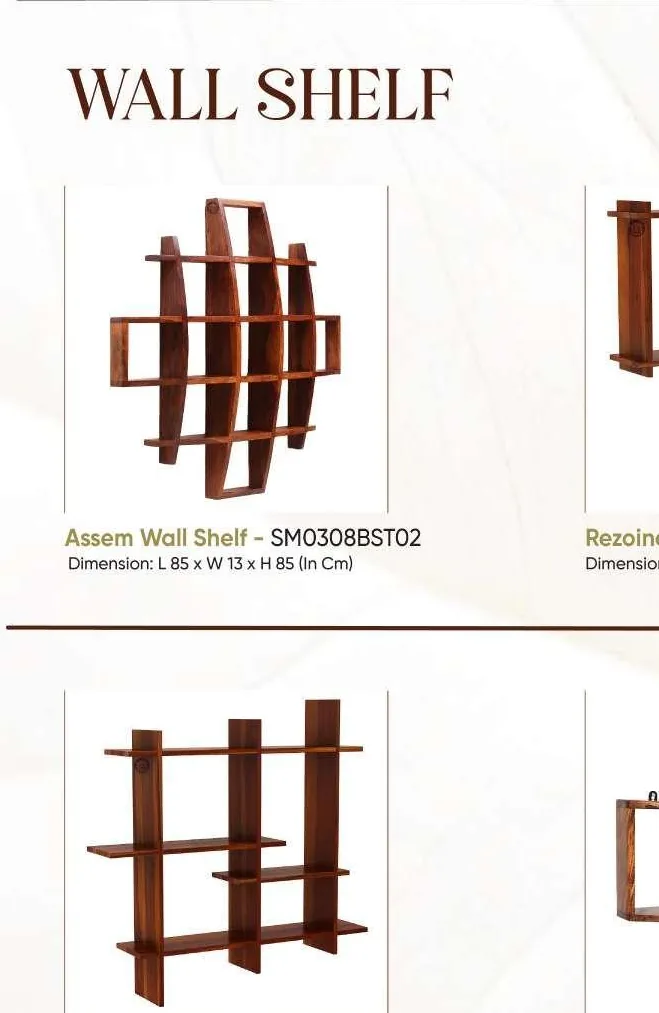 WALL SHELF
Assem Wall Shelf - SM0308BST02
Dimension: L 85 x W 13 x H 85 (In Cm)